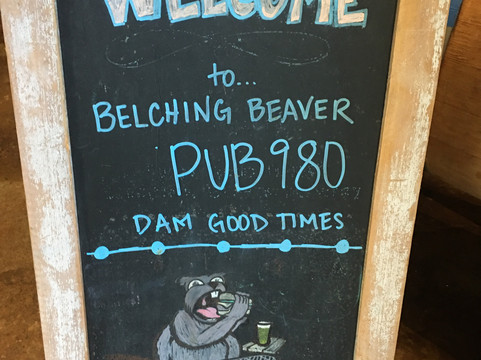 WELCOME
to...
BELCHING BEAVER
PUB980
DAM GOOD TIMES